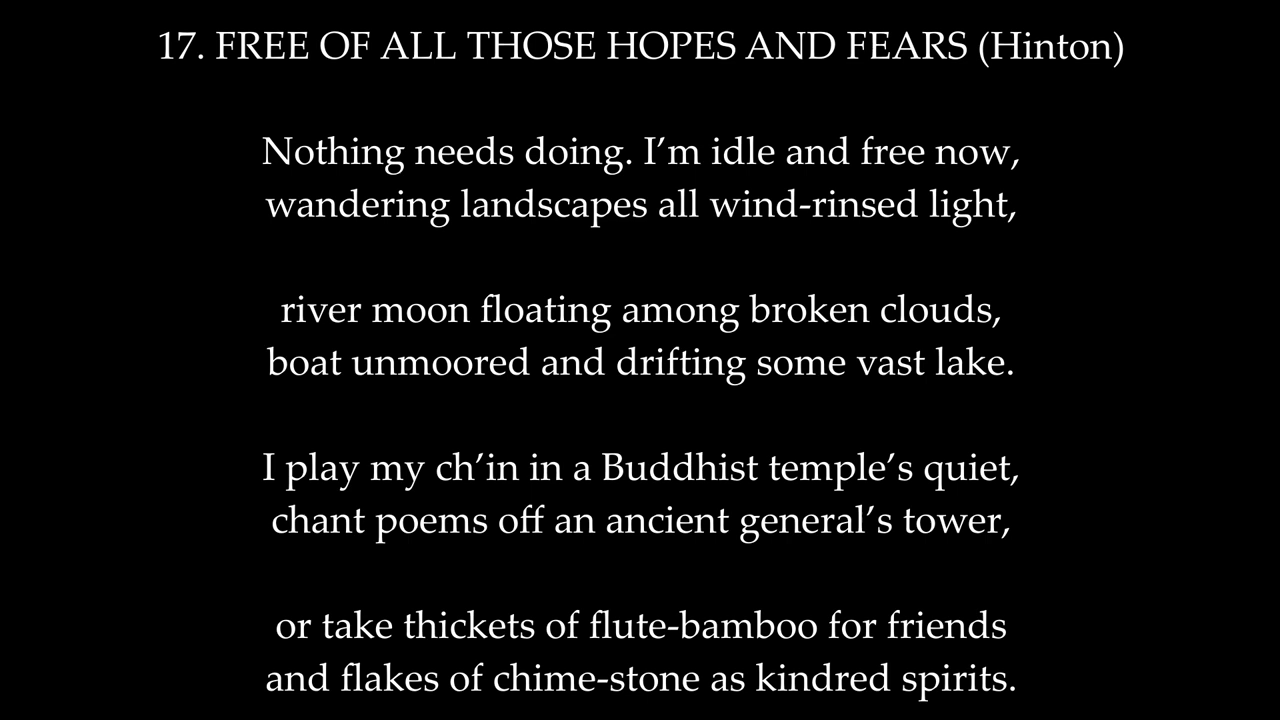 17. FREE OF ALL THOSE HOPES AND FEARS (Hinton)
Nothing needs doing. I’m idle and free now,
wandering landscapes all wind-rinsed light,
river moon floating among broken clouds,
boat unmoored and drifting some vast lake.
I play my ch’in in a Buddhist temple’s quiet,
chant poems off an ancient general’s tower,
or take thickets of flute-bamboo for friends
and flakes of chime-stone as kindred spirits.